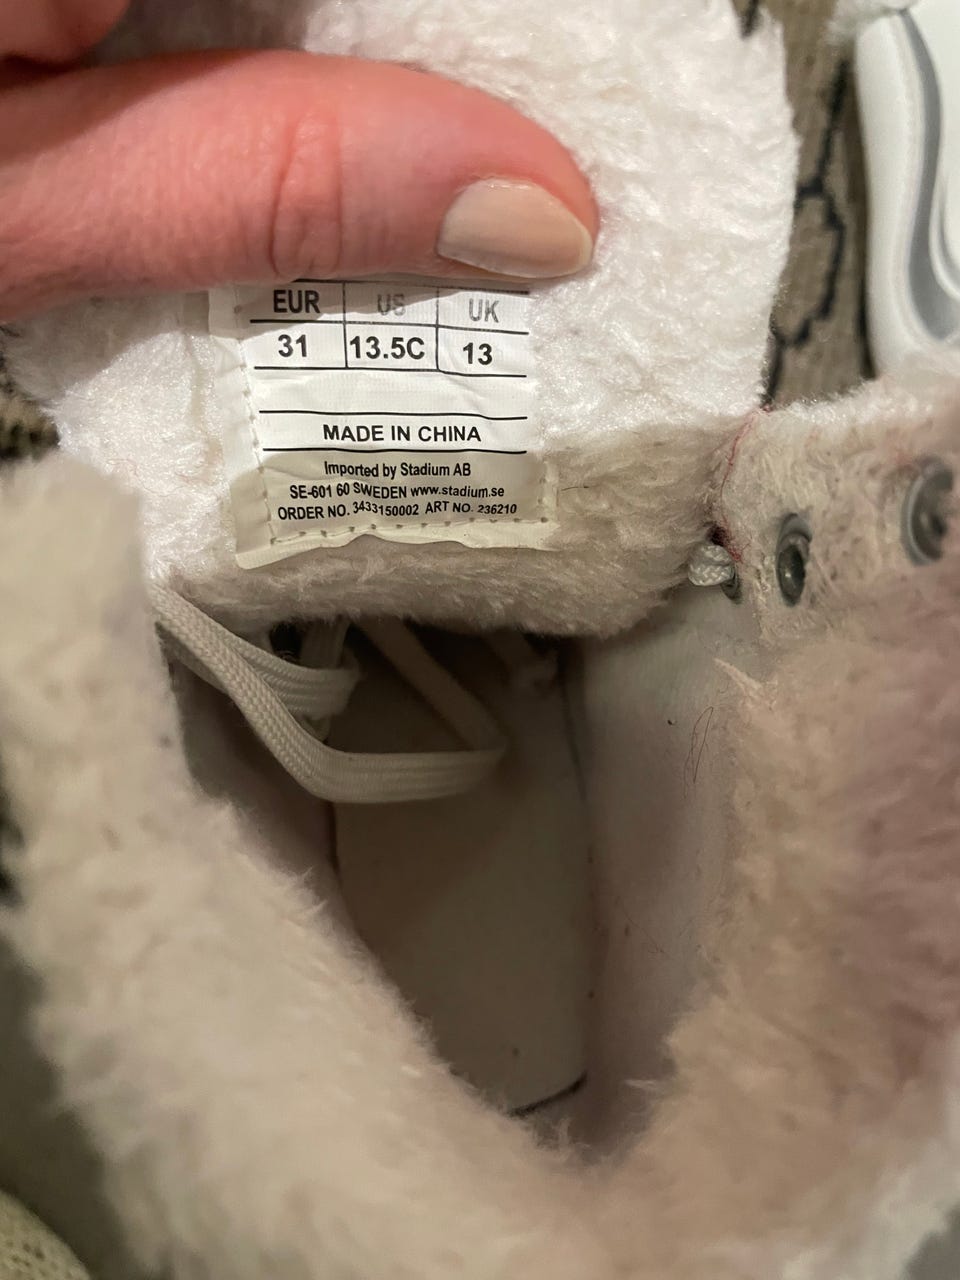 EUR US UK
31 13.5C 13
MADE IN CHINA
Imported by Stadium AB
SE-601 60 SWEDEN www.stadium.se
ORDER NO. 3433150002 ART NO. 236210